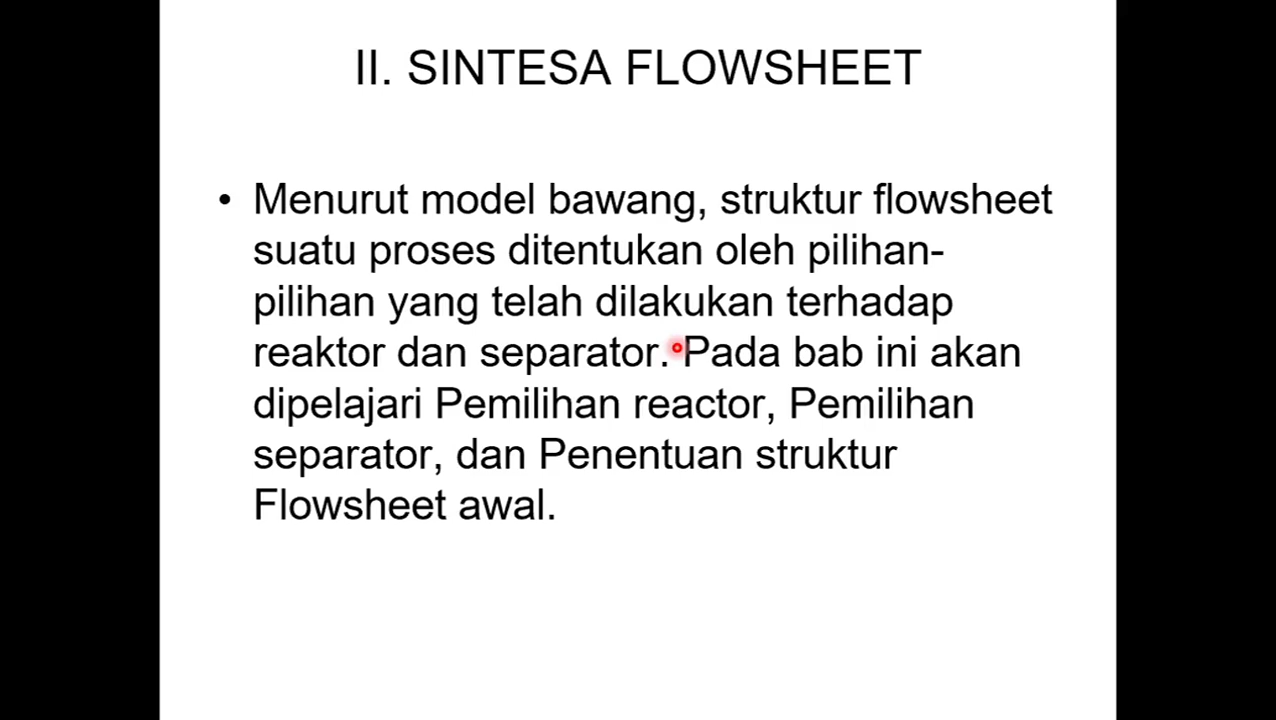 II. SINTESA FLOWSHEET
• Menurut model bawang, struktur flowsheet
suatu proses ditentukan oleh pilihan-
pilihan yang telah dilakukan terhadap
reaktor dan separator. Pada bab ini akan
dipelajari Pemilihan reactor, Pemilihan
separator, dan Penentuan struktur
Flowsheet awal.